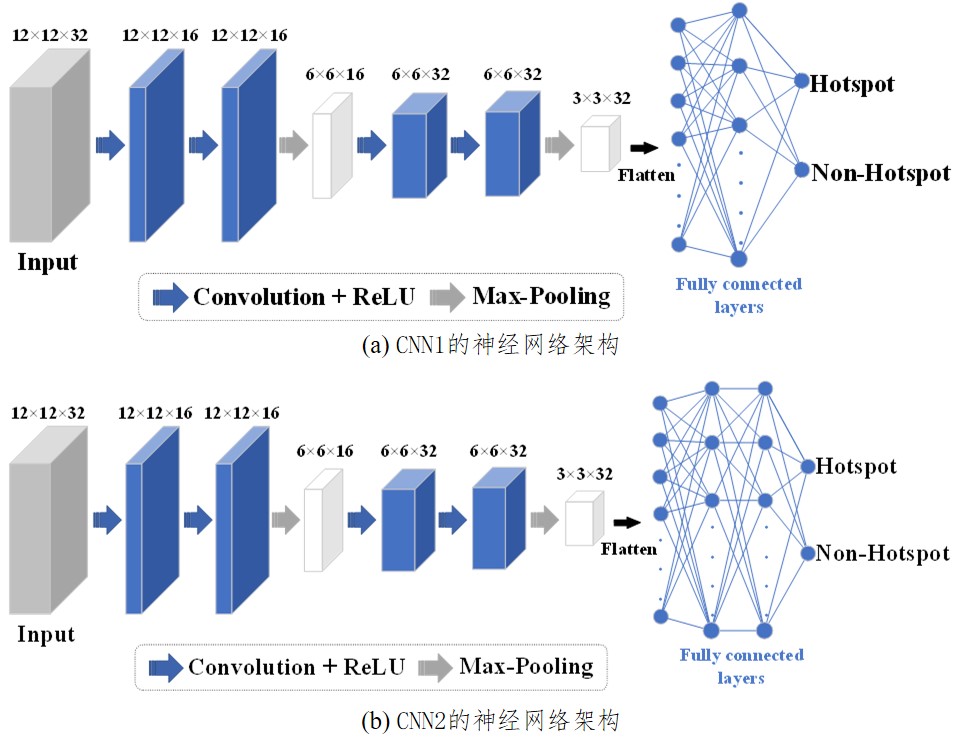 12×12×32
12×12×16
12×12×16
6×6×16
6×6×32
6×6×32
3×3×32
Hotspot
Non-Hotspot
Flatten
Input
Fully connected
layers
Convolution + ReLU
Max-Pooling
(a) CNN1的神经网络架构
12×12×32
12×12×16
12×12×16
6×6×16
6×6×32
6×6×32
3×3×32
Hotspot
Non-Hotspot
Flatten
Input
Fully connected
layers
Convolution + ReLU
Max-Pooling
(b) CNN2的神经网络架构